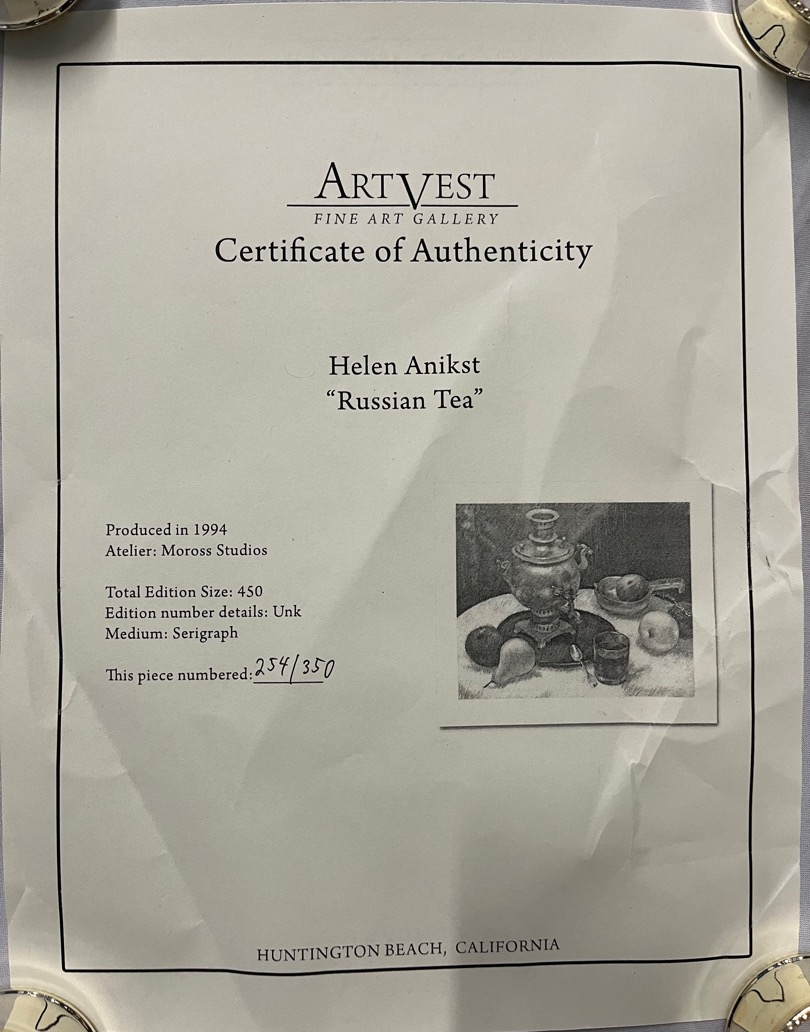 ARTVEST
FINE ART GALLERY
Certificate of Authenticity
Helen Anikst
“Russian Tea”
Produced in 1994
Atelier: Moross Studios
Total Edition Size: 450
Edition number details: Unk
Medium: Serigraph
This piece numbered: 254/350
HUNTINGTON BEACH, CALIFORNIA